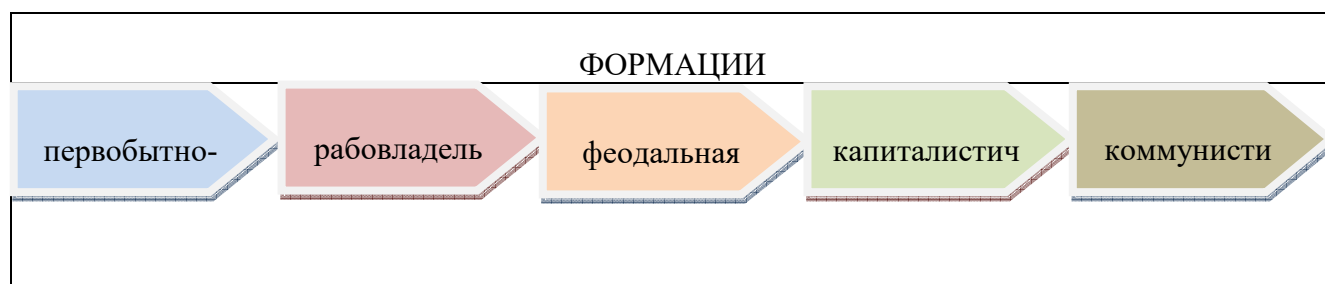 ФОРМАЦИИ
первобытно-
рабовладель
феодальная
капиталистич
коммунисти